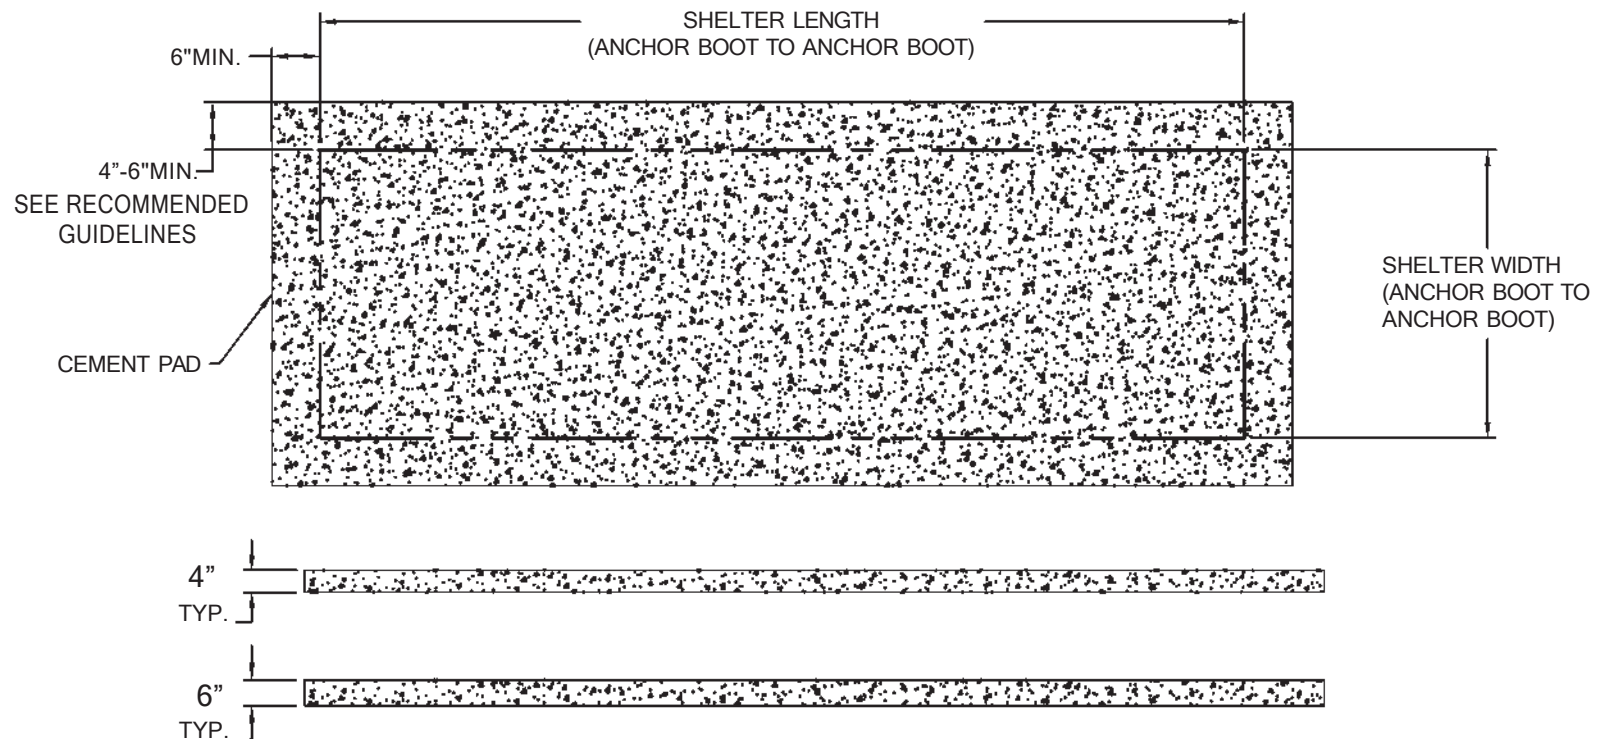 SHELTER LENGTH
(ANCHOR BOOT TO ANCHOR BOOT)
6"MIN.
4”-6"MIN.
SEE RECOMMENDED
GUIDELINES
CEMENT PAD
SHELTER WIDTH
(ANCHOR BOOT TO
ANCHOR BOOT)
4”
TYP.
6”
TYP.